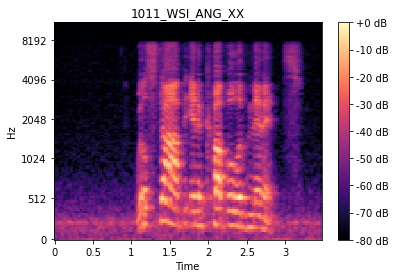 1011_WSI_ANG_XX
+0 dB
8192
-10 dB
4096
-20 dB
-30 dB
2048
-40 dB
Hz
1024
-50 dB
512
-60 dB
-70 dB
0
-80 dB
0 0.5 1 1.5 2 2.5 3
Time